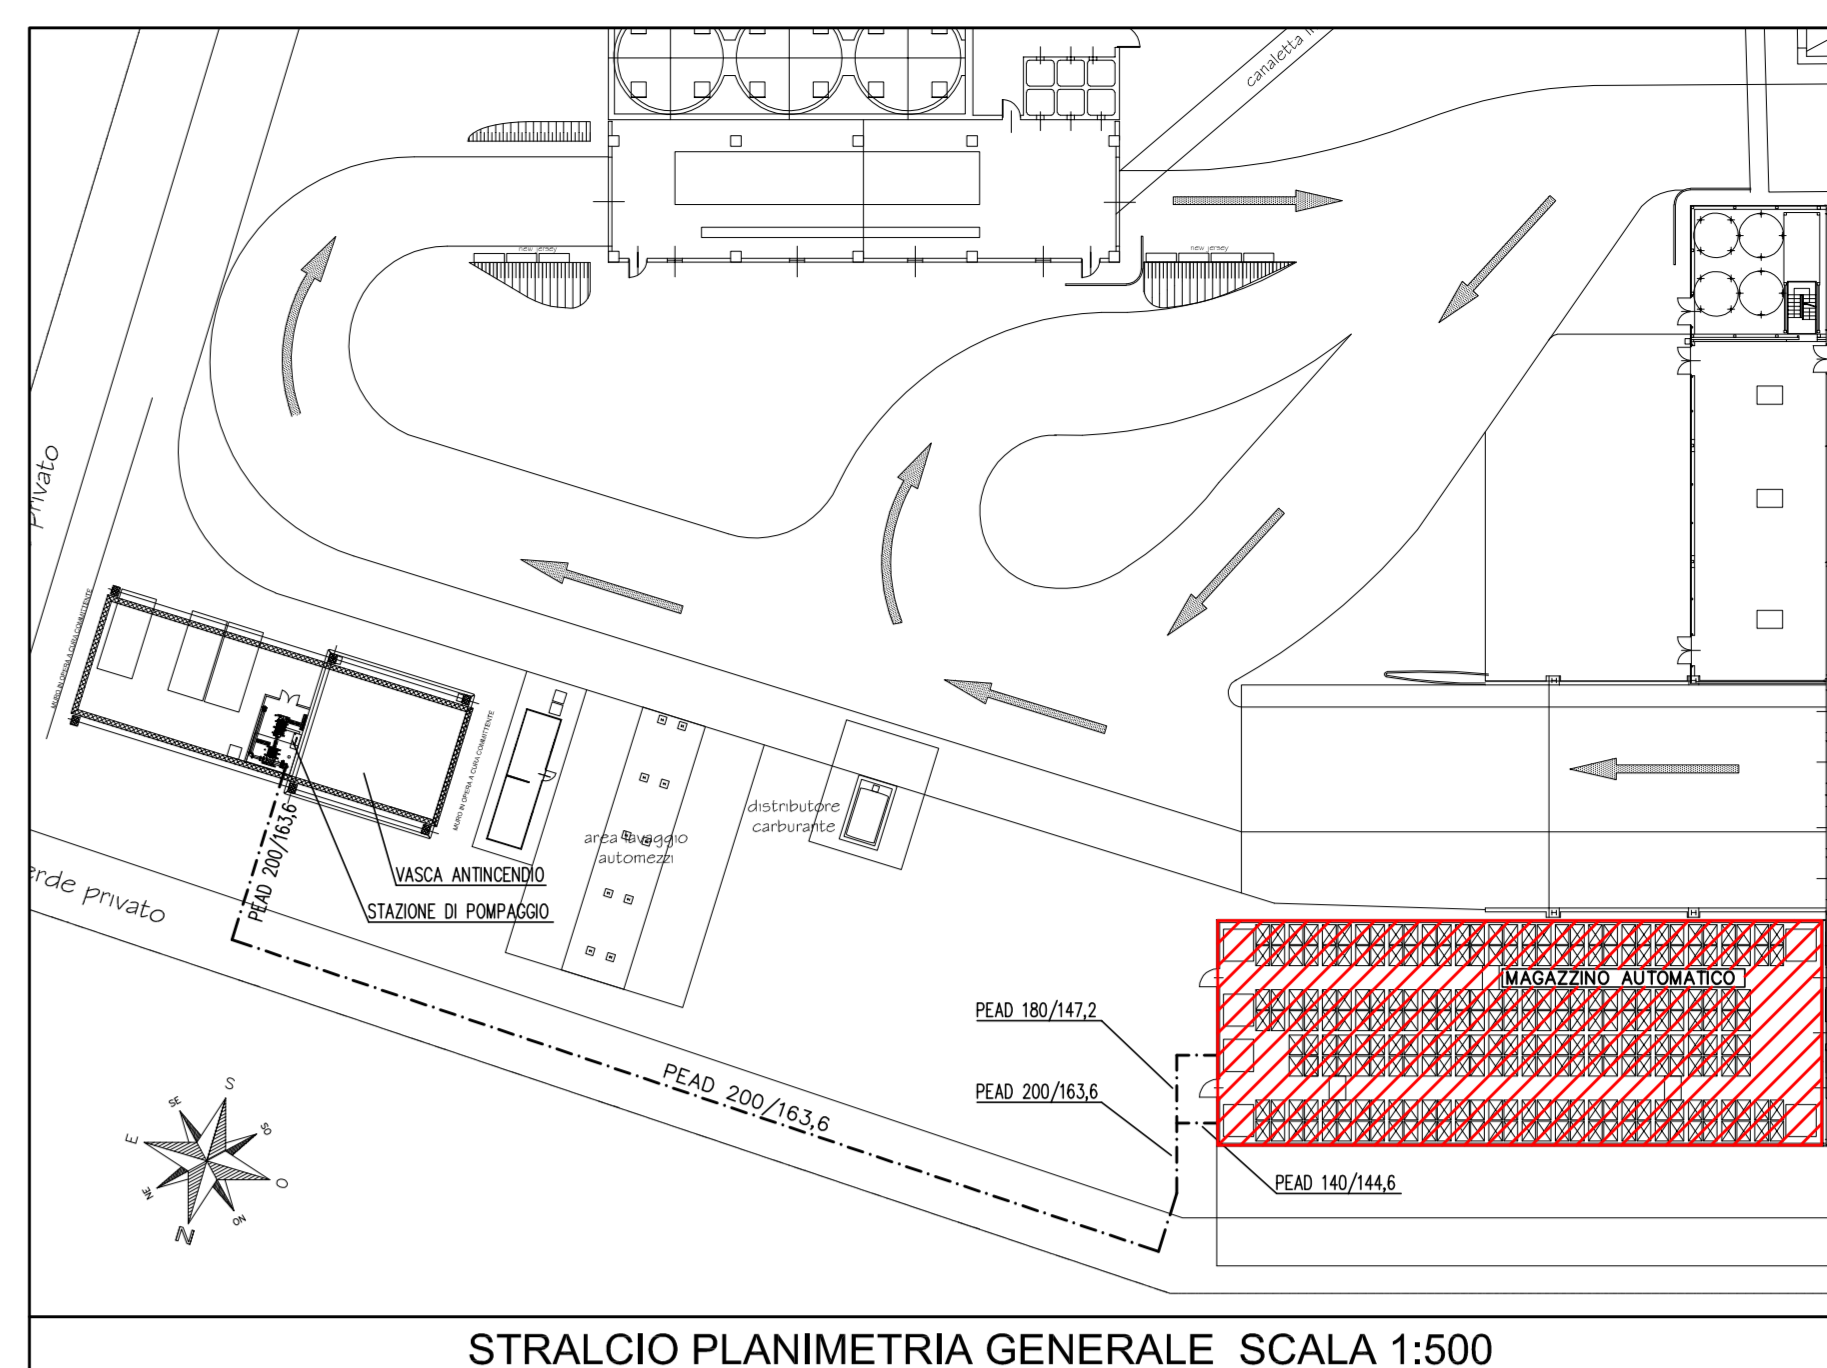 canaletta
new jersey
new jersey
privato
MURO IN OPERA A CURA COMMITTENTE
MURO IN OPERA A CURA COMMITTENTE
distributore
carburante
area lavaggio
automezzi
PEAD 200/163,6
VASCA ANTINCENDIO
STAZIONE DI POMPAGGIO
erde privato
MAGAZZINO AUTOMATICO
PEAD 180/147,2
PEAD 200/163,6
PEAD 200/163,6
PEAD 140/144,6
S
SE
SO
E
O
NE
NO
N
STRALCIO PLANIMETRIA GENERALE SCALA 1:500